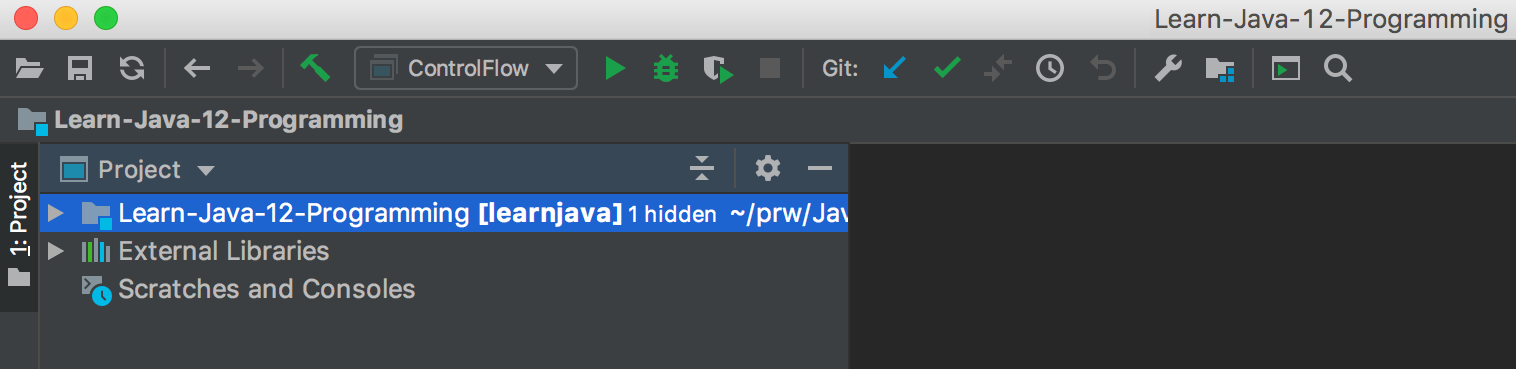 Learn-Java-12-Programming
ControlFlow Git:
Learn-Java-12-Programming
1: Project
Project
Learn-Java-12-Programming [learnjava] 1 hidden ~/prw/Jav
External Libraries
Scratches and Consoles